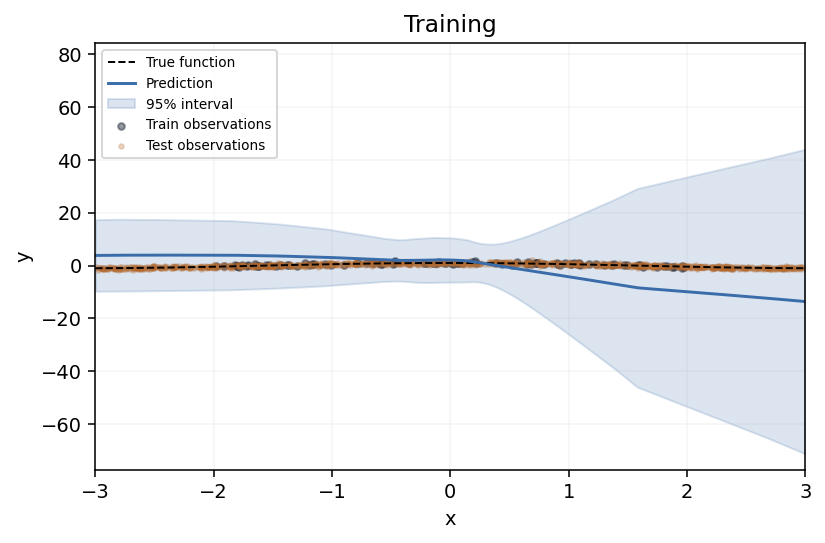 Training
80
60
40
20
0
−20
−40
−60
y
True function
Prediction
95% interval
Train observations
Test observations
−3
−2
−1
0
1
2
3
x